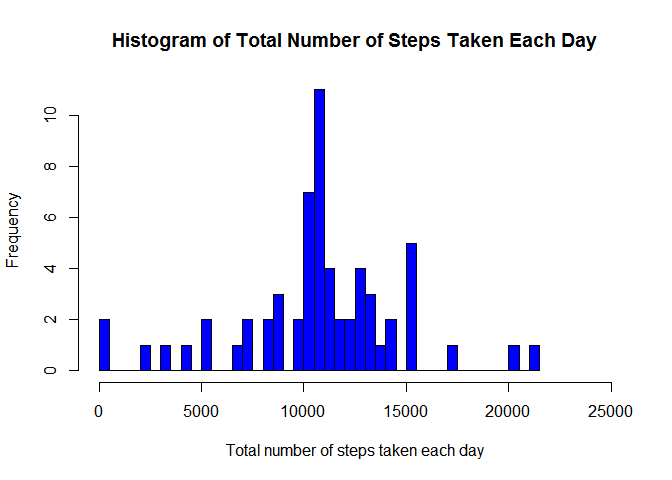 Histogram of Total Number of Steps Taken Each Day
Frequency
10
8
6
4
2
0
0 5000 10000 15000 20000 25000
Total number of steps taken each day